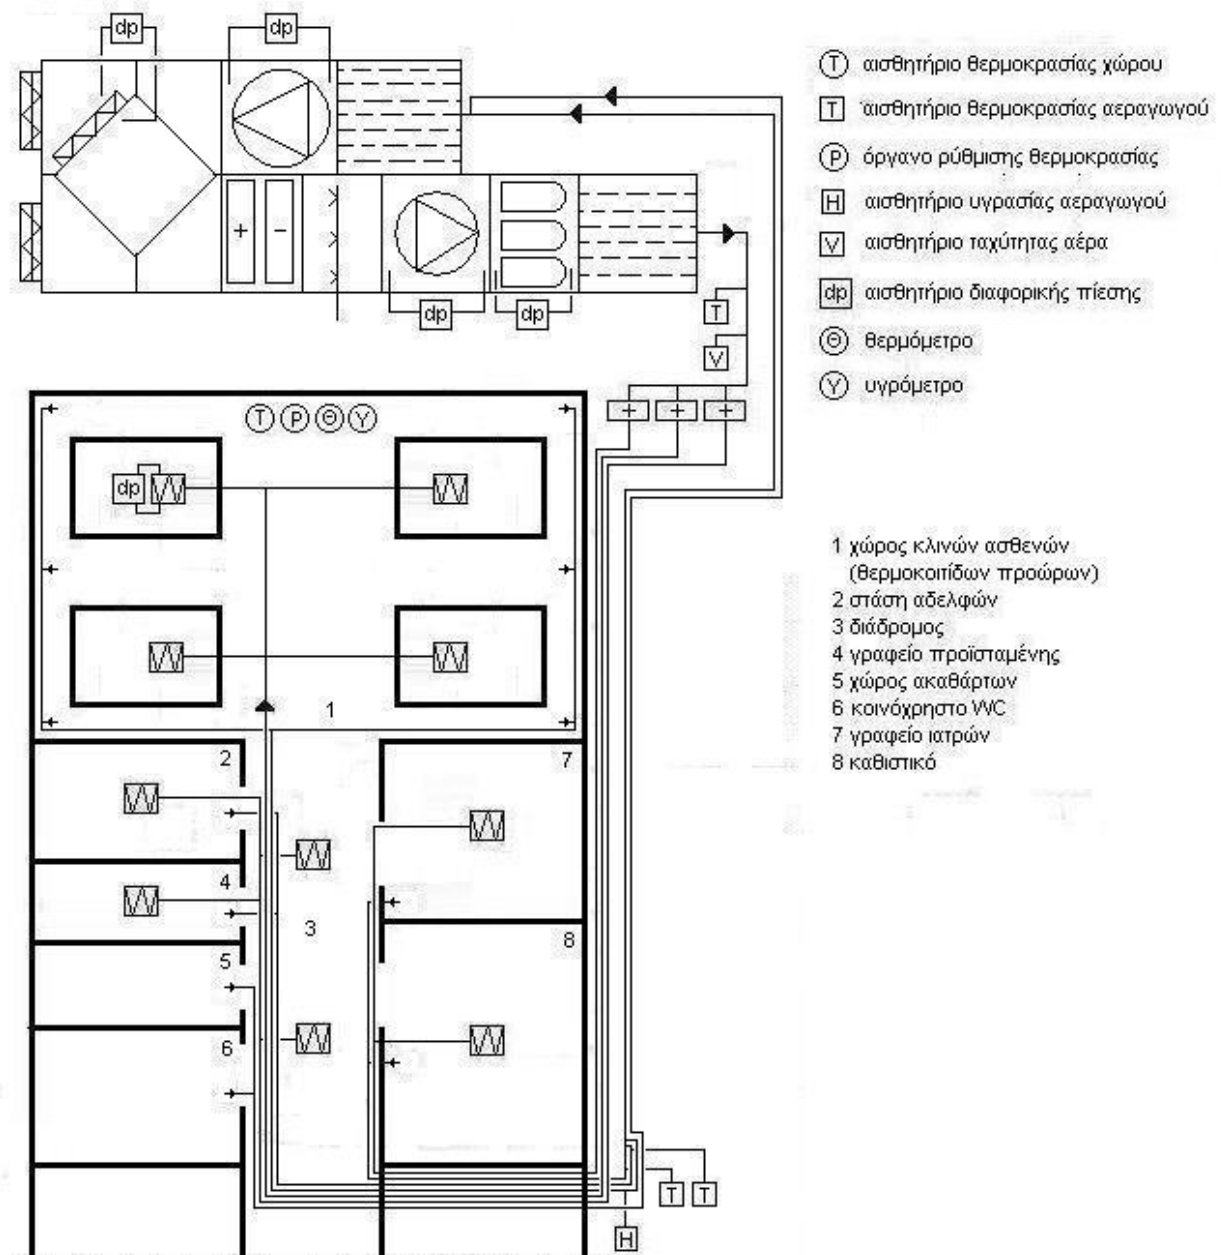 dp
dp
Τ αισθητήριο θερμοκρασίας χώρου
Τ αισθητήριο θερμοκρασίας αεραγωγού
Ρ όργανο ρύθμισης θερμοκρασίας
Η αισθητήριο υγρασίας αεραγωγού
V αισθητήριο ταχύτητας αέρα
dp αισθητήριο διαφορικής πίεσης
Θ θερμόμετρο
Υ υγρόμετρο
+ −
dp
dp
T
V
+ + +
Τ Ρ Θ Υ
dp
1
1 χώρος κλινών ασθενών
(θερμοκοιτίδων προώρων)
2 στάση αδελφών
3 διάδρομος
4 γραφείο προϊσταμένης
5 χώρος ακαθάρτων
6 κοινόχρηστο WC
7 γραφείο ιατρών
8 καθιστικό
2
7
4
3
8
5
6
T T
H